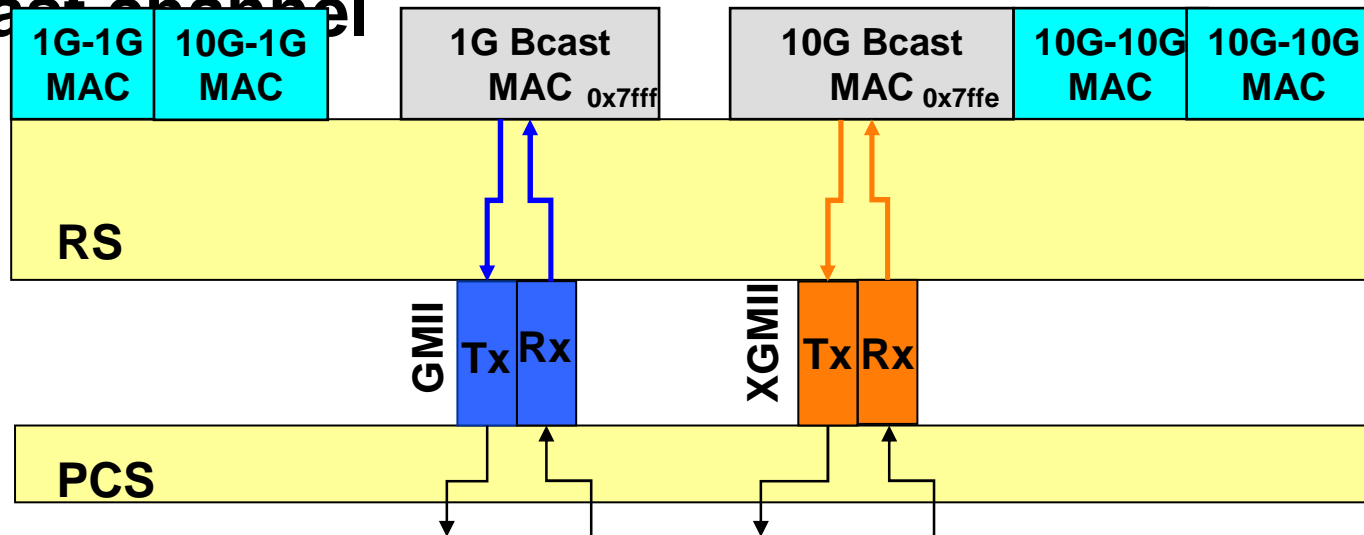 channel
1G-1G
MAC
10G-1G
MAC
1G Bcast
MAC 0x7fff
10G Bcast
MAC 0x7ffe
10G-10G
MAC
10G-10G
MAC
RS
GMII
Tx
Rx
XGMII
Tx
Rx
PCS